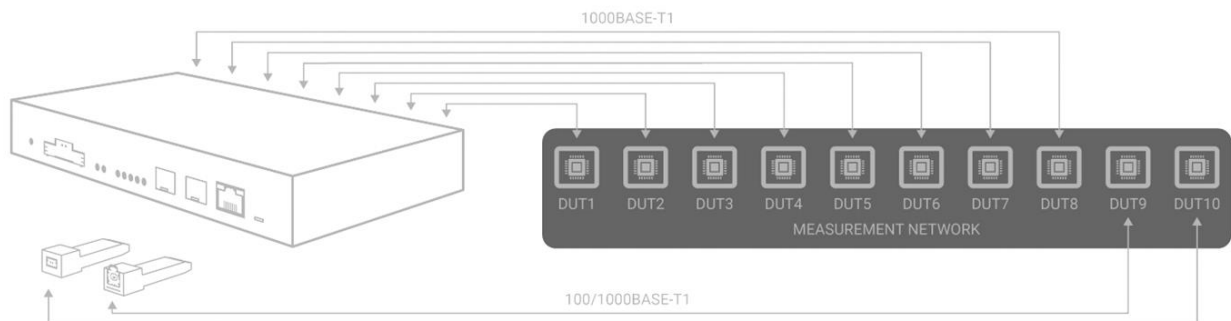 1000BASE-T1
DUT1 DUT2 DUT3 DUT4 DUT5 DUT6 DUT7 DUT8 DUT9 DUT10
MEASUREMENT NETWORK
100/1000BASE-T1